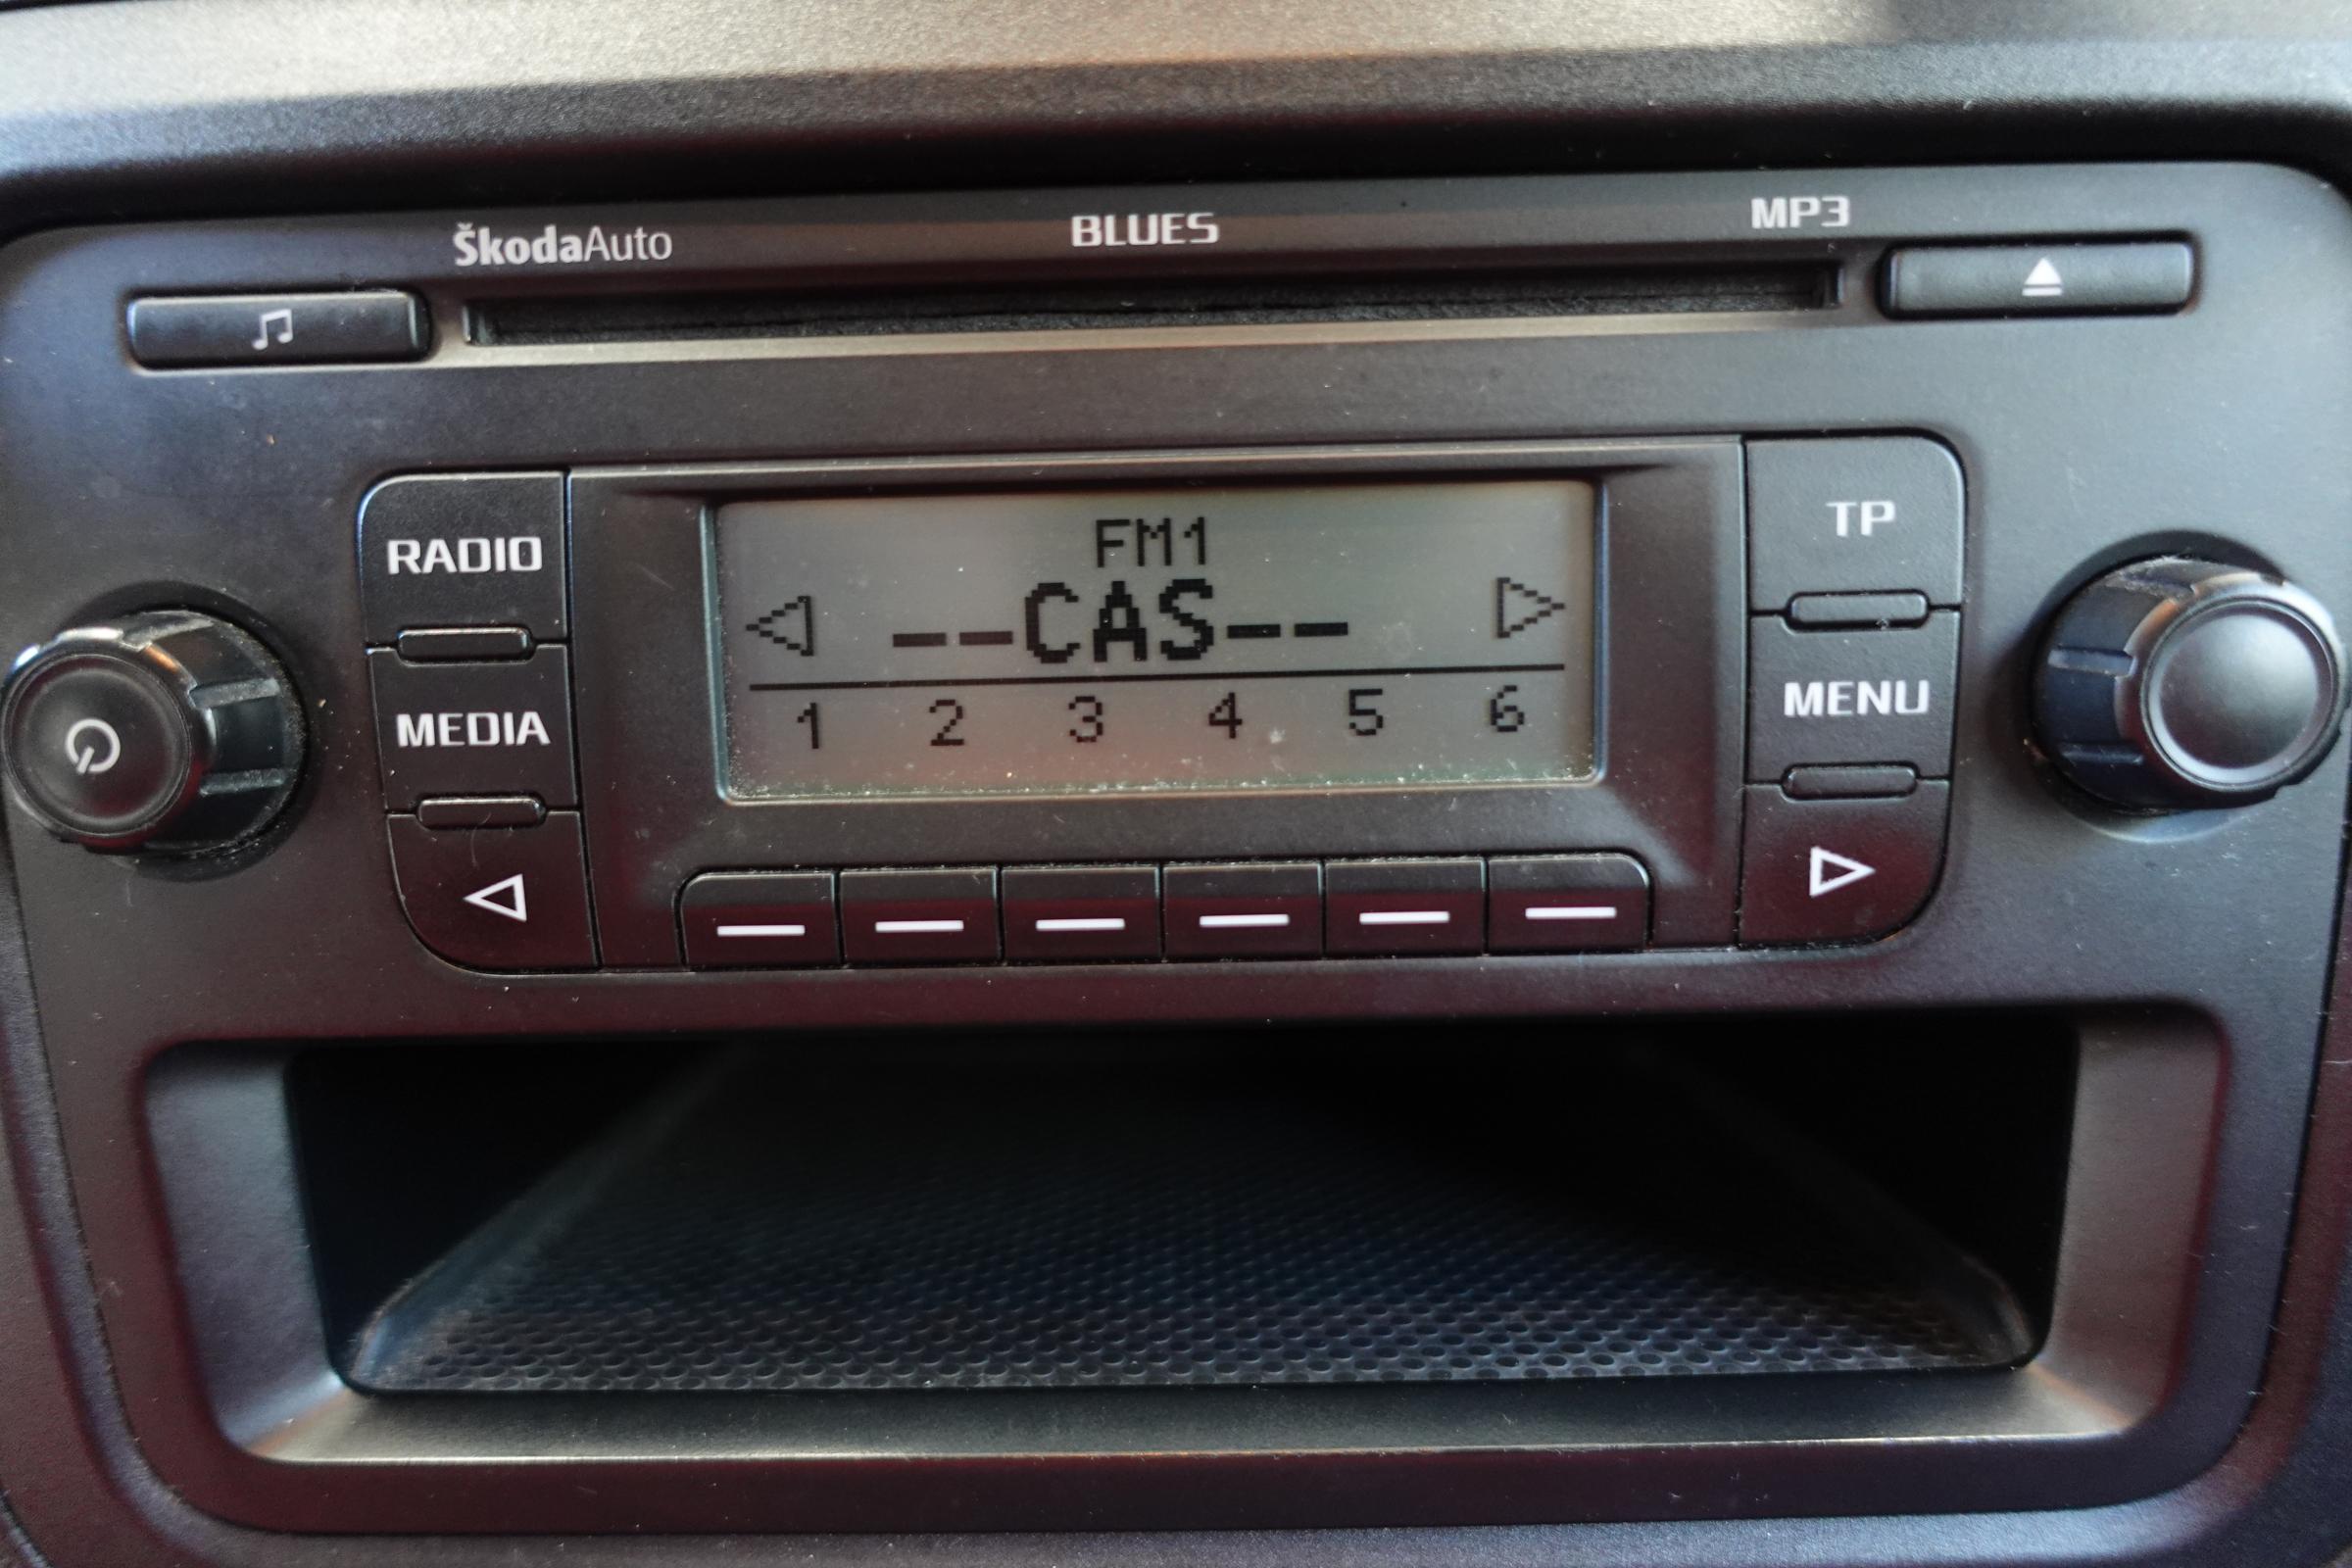 ŠkodaAuto BLUES MP3
RADIO
MEDIA
FM1
--CAS--
1 2 3 4 5 6
TP
MENU